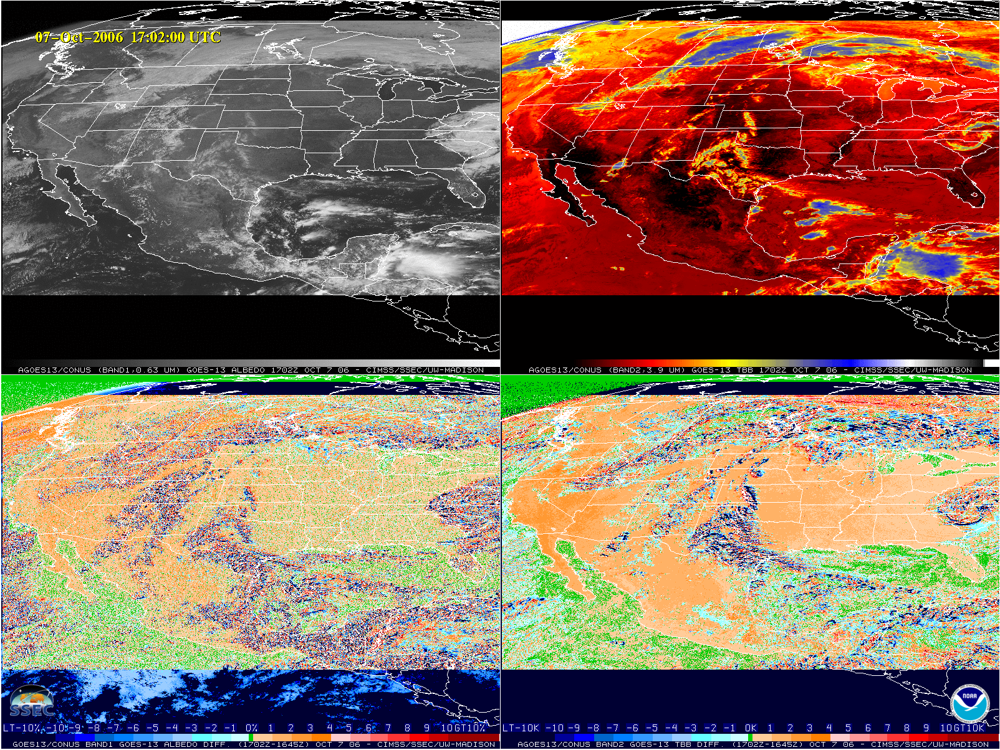 07-Oct-2006 17:02:00 UTC
AGOES13/CONUS (BAND1,0.63 UM) GOES-13 ALBEDO 1702Z OCT 7 06 - CIMSS/SSEC/UW-MADISON
AGOES13/CONUS (BAND2,3.9 UM) GOES-13 TBB 1702Z OCT 7 06 - CIMSS/SSEC/UW-MADISON
SSEC
LT-10% -10 -9 -8 -7 -6 -5 -4 -3 -2 -1 0% 1 2 3 4 5 6 7 8 9 10GT10%
GOES13/CONUS BAND1 GOES-13 ALBEDO DIFF. (1702Z-1645Z) OCT 7 06 - CIMSS/SSEC/UW-MADISON
NOAA
LT-10K -10 -9 -8 -7 -6 -5 -4 -3 -2 -1 0K 1 2 3 4 5 6 7 8 9 10GT10K
AGOES13/CONUS BAND2 GOES-13 TBB DIFF. (1702Z-1645Z) OCT 7 06 - CIMSS/SSEC/UW-MADISON